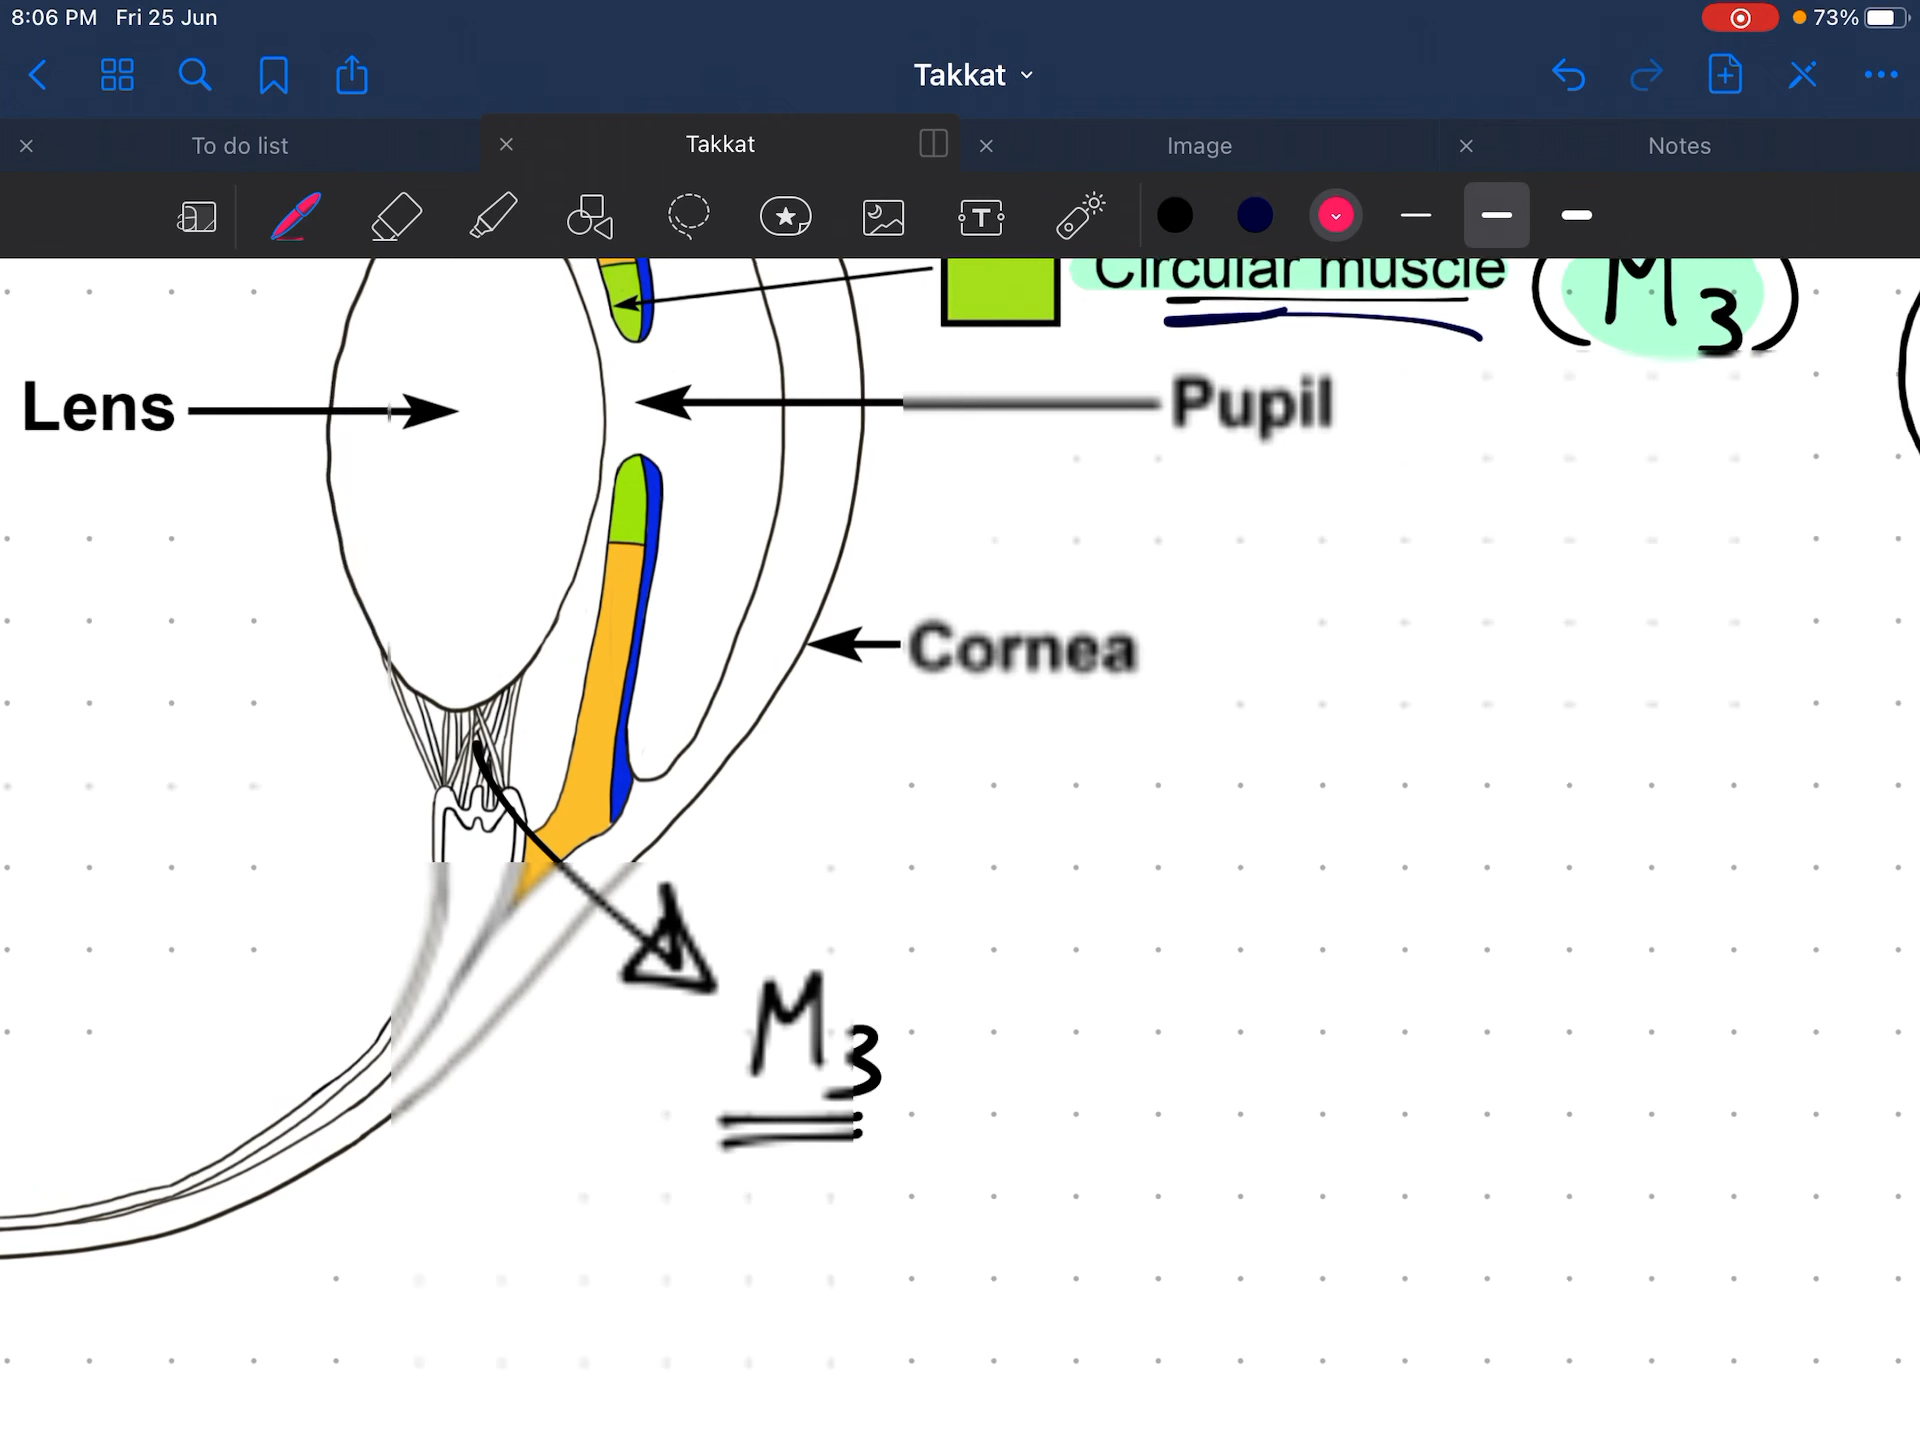 8:06 PM Fri 25 Jun 73%
Takkat
To do list Takkat Image Notes
Circular muscle (M3)
Lens
Pupil
Cornea
M3